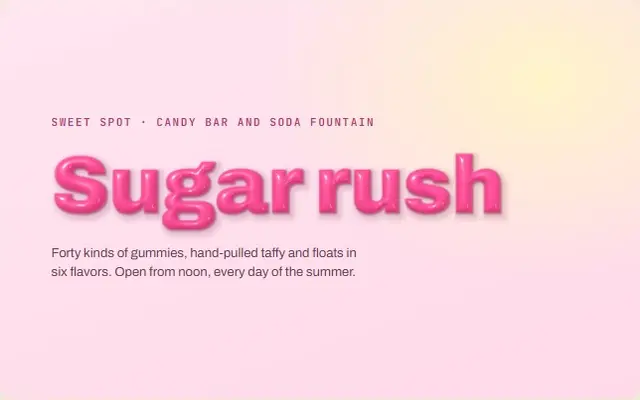 SWEET SPOT · CANDY BAR AND SODA FOUNTAIN
Sugar rush
Forty kinds of gummies, hand-pulled taffy and floats in
six flavors. Open from noon, every day of the summer.